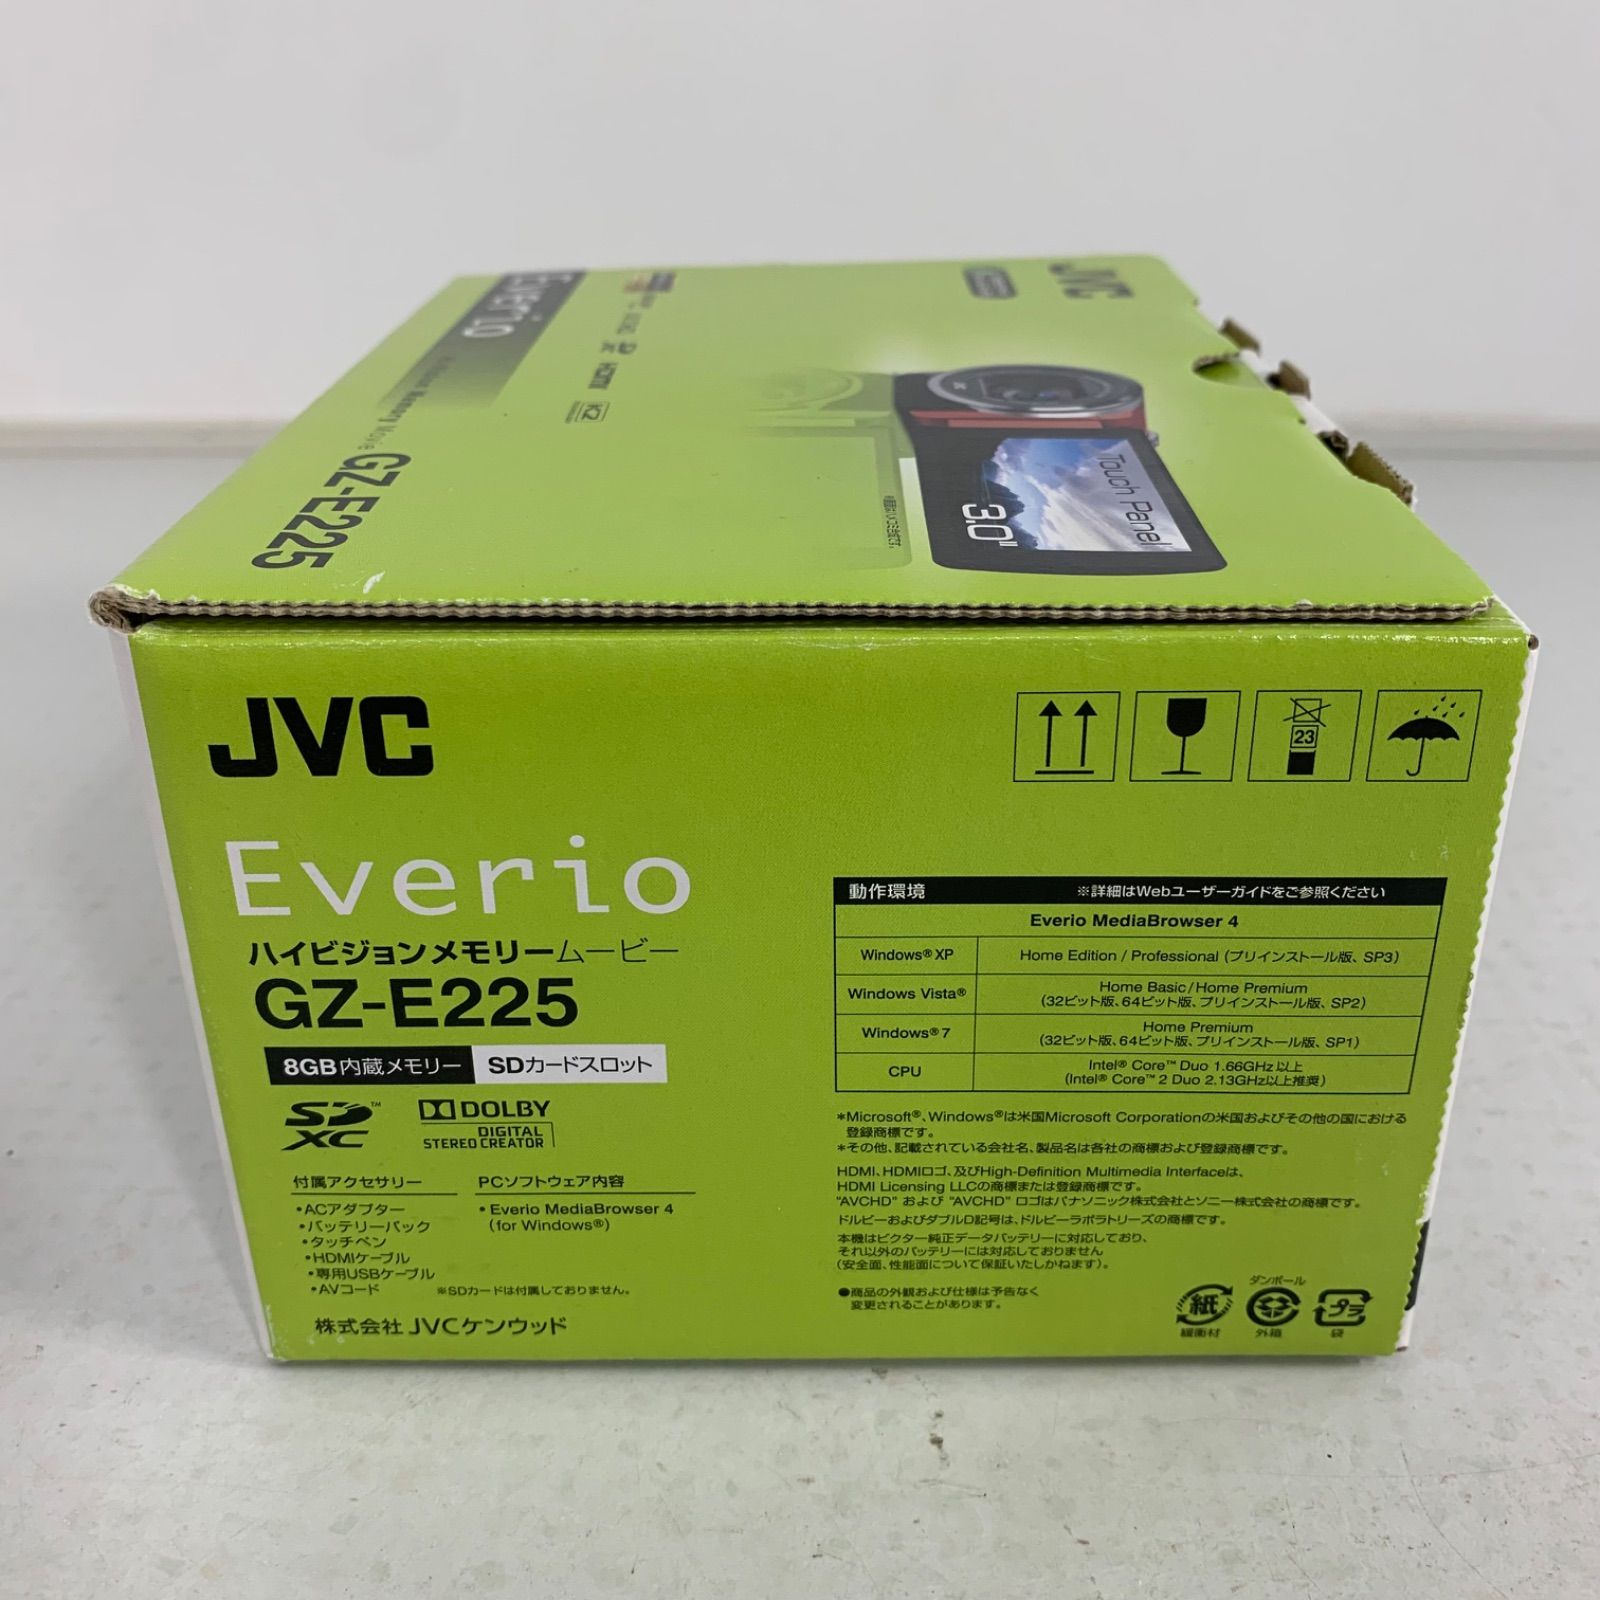 JVC
Everio
Memory Movie GZ-E225
HDMI
K2
Touch Panel
3.0"
JVC
23
Everio
ハイビジョンメモリームービー
GZ-E225
8GB内蔵メモリー SDカードスロット
SD XC™
DOLBY
DIGITAL
STEREO CREATOR
付属アクセサリー
・ACアダプター
・バッテリーパック
・タッチペン
・HDMIケーブル
・専用USBケーブル
・AVコード
PCソフトウェア内容
・Everio MediaBrowser 4
(for Windows®)
※SDカードは付属しておりません。
株式会社 JVCケンウッド
動作環境 ※詳細はWebユーザーガイドをご参照ください
Everio MediaBrowser 4
Windows® XP Home Edition / Professional (プリインストール版、SP3)
Windows Vista® Home Basic/Home Premium
(32ビット版、64ビット版、プリインストール版、SP2)
Windows® 7 Home Premium
(32ビット版、64ビット版、プリインストール版、SP1)
CPU Intel® Core™ Duo 1.66GHz以上
(Intel® Core™ 2 Duo 2.13GHz以上推奨)
*Microsoft®、Windows®は米国Microsoft Corporationの米国およびその他の国における
登録商標です。
*その他、記載されている会社名、製品名は各社の商標および登録商標です。
HDMI、HDMIロゴ、及びHigh-Definition Multimedia Interfaceは、
HDMI Licensing LLCの商標または登録商標です。
"AVCHD" および "AVCHD" ロゴはパナソニック株式会社とソニー株式会社の商標です。
ドルビーおよびダブルD記号は、ドルビーラボラトリーズの商標です。
本機はビクター純正データバッテリーに対応しており、
それ以外のバッテリーには対応しておりません
(安全面、性能面について保証いたしかねます)。
●商品の外観および仕様は予告なく
変更されることがあります。
ダンボール
紙 プラ
緩衝材 外箱 袋